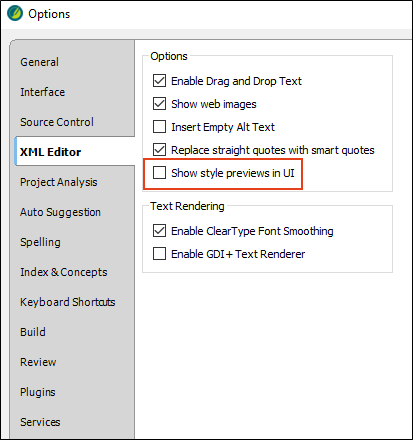 Options
General
Interface
Source Control
XML Editor
Project Analysis
Auto Suggestion
Spelling
Index & Concepts
Keyboard Shortcuts
Build
Review
Plugins
Services
Options
Enable Drag and Drop Text
Show web images
Insert Empty Alt Text
Replace straight quotes with smart quotes
Show style previews in UI
Text Rendering
Enable ClearType Font Smoothing
Enable GDI+ Text Renderer